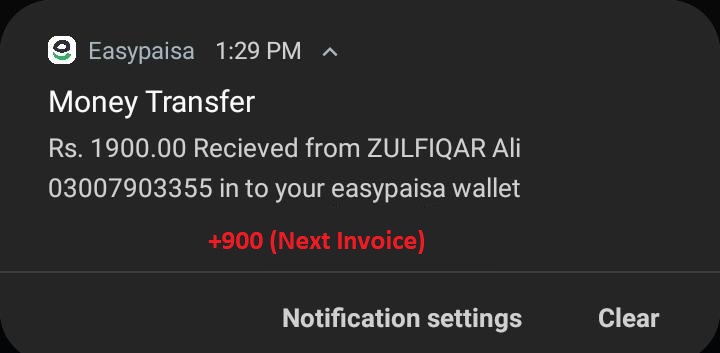 Easypaisa 1:29 PM
Money Transfer
Rs. 1900.00 Recieved from ZULFIQAR Ali
03007903355 in to your easypaisa wallet
+900 (Next Invoice)
Notification settings Clear